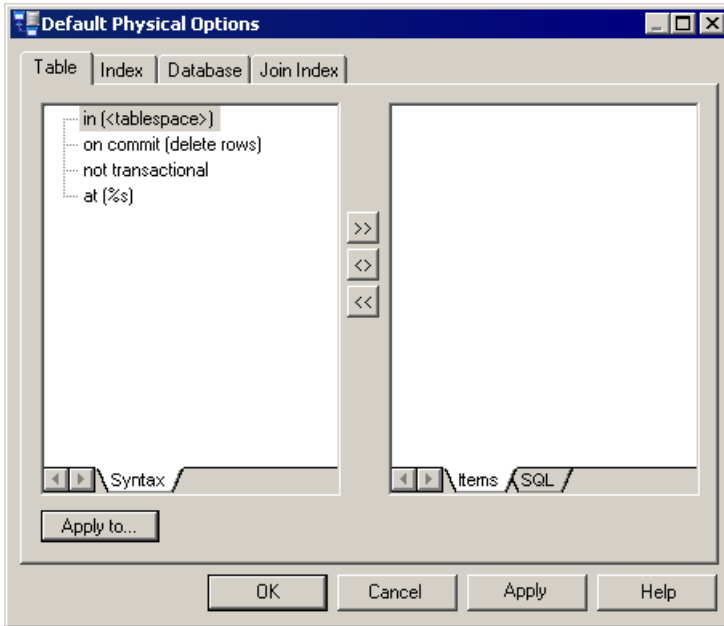 Default Physical Options
Table Index Database Join Index
in (<tablespace>)
on commit (delete rows)
not transactional
at (%s)
>>
<>
<<
Syntax
Items SQL
Apply to...
OK Cancel Apply Help